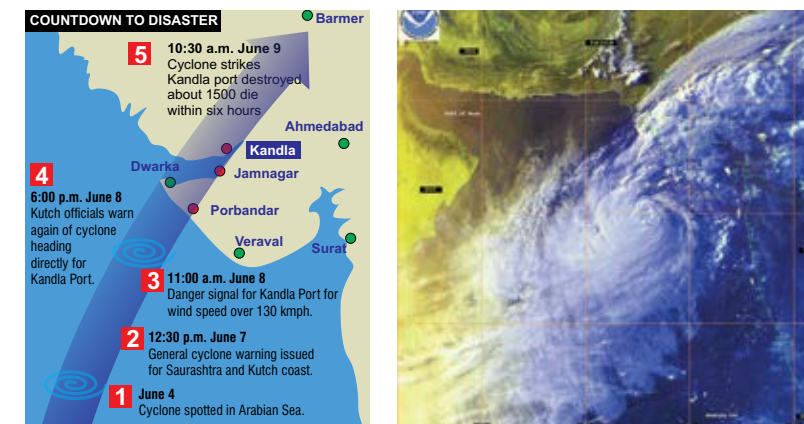 COUNTDOWN TO DISASTER
Barmer
5
10:30 a.m. June 9
Cyclone strikes
Kandla port destroyed
about 1500 die
within six hours
Ahmedabad
Kandla
Dwarka
Jamnagar
4
6:00 p.m. June 8
Kutch officials warn
again of cyclone
heading
directly for
Kandla Port.
Porbandar
Veraval
Surat
3
11:00 a.m. June 8
Danger signal for Kandla Port for
wind speed over 130 kmph.
2
12:30 p.m. June 7
General cyclone warning issued
for Saurashtra and Kutch coast.
1
June 4
Cyclone spotted in Arabian Sea.